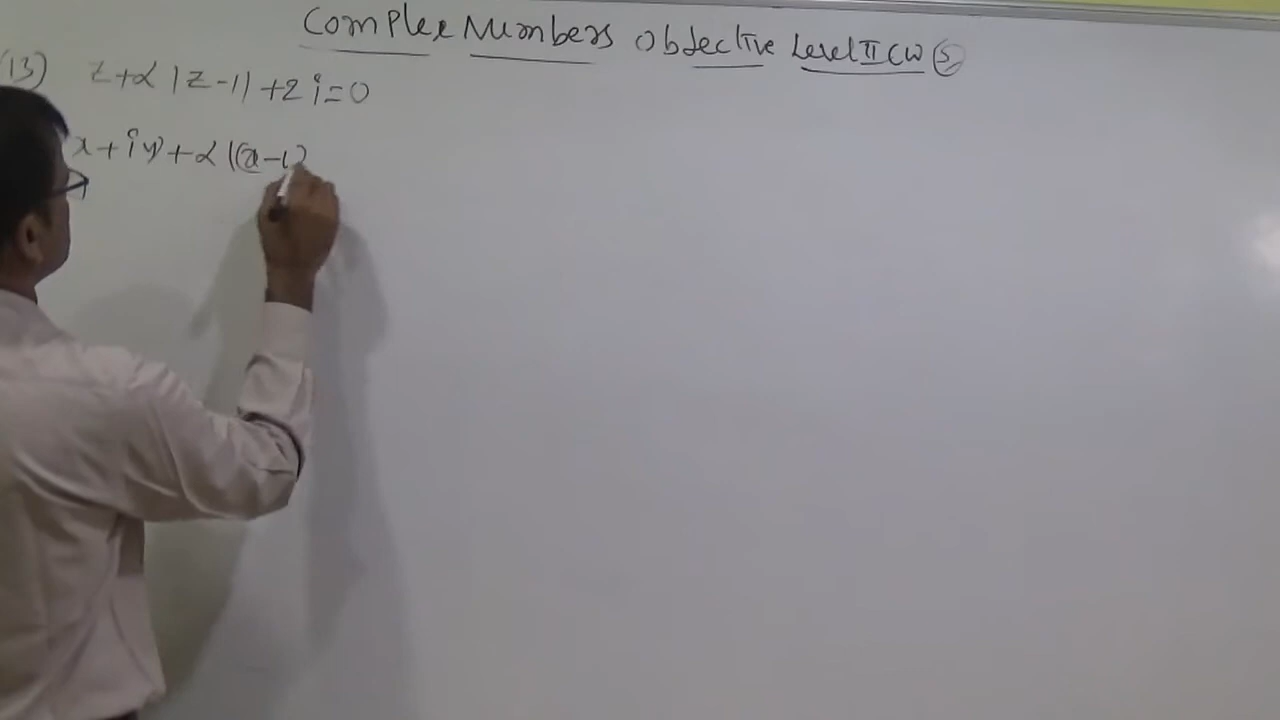 Complex Numbers Objective Level II CW (5)
(13) z+α |z-1| +2i=0
x+iy+α |(x-1)